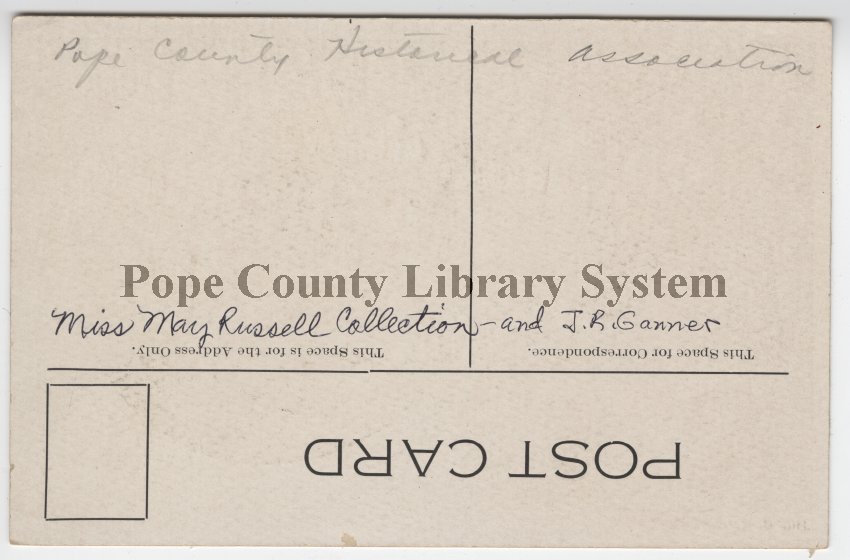 Pope County Historical Association
Pope County Library System
Miss May Russell Collection - and J.R. Ganner
This Space is for the Address Only.
This Space for Correspondence.
POST CARD